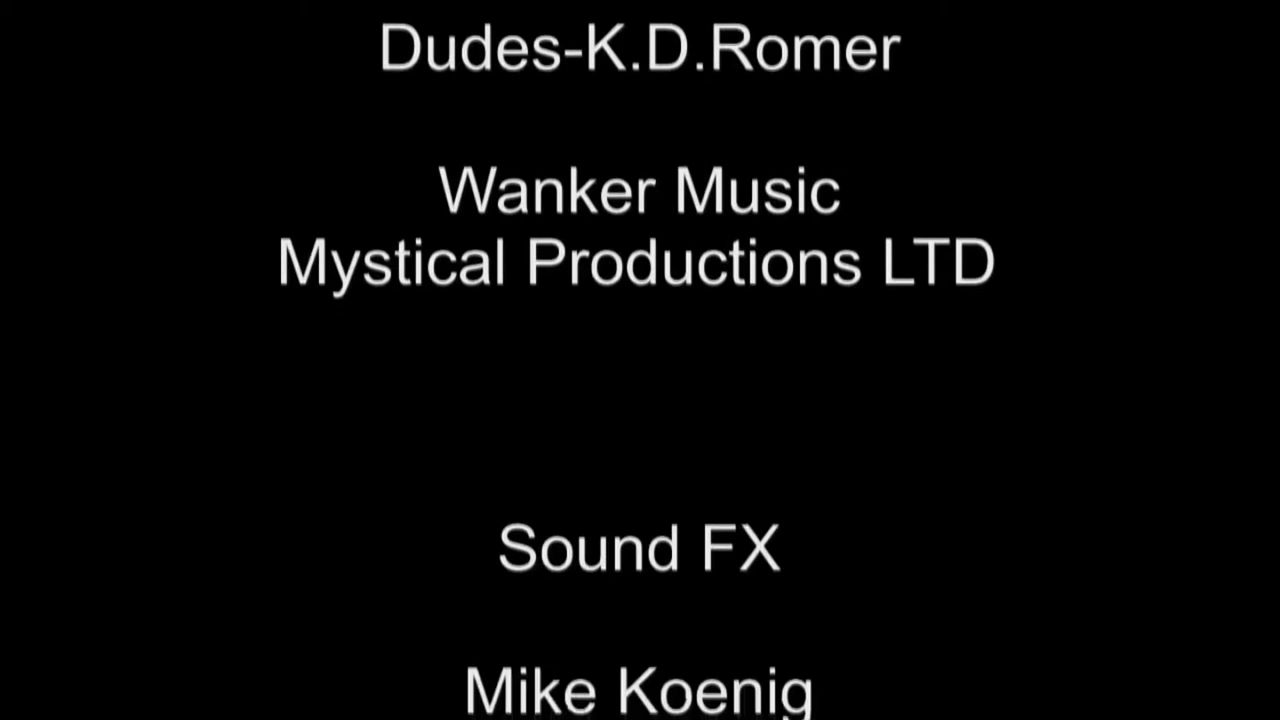 Dudes-K.D.Romer
Wanker Music
Mystical Productions LTD
Sound FX
Mike Koenig